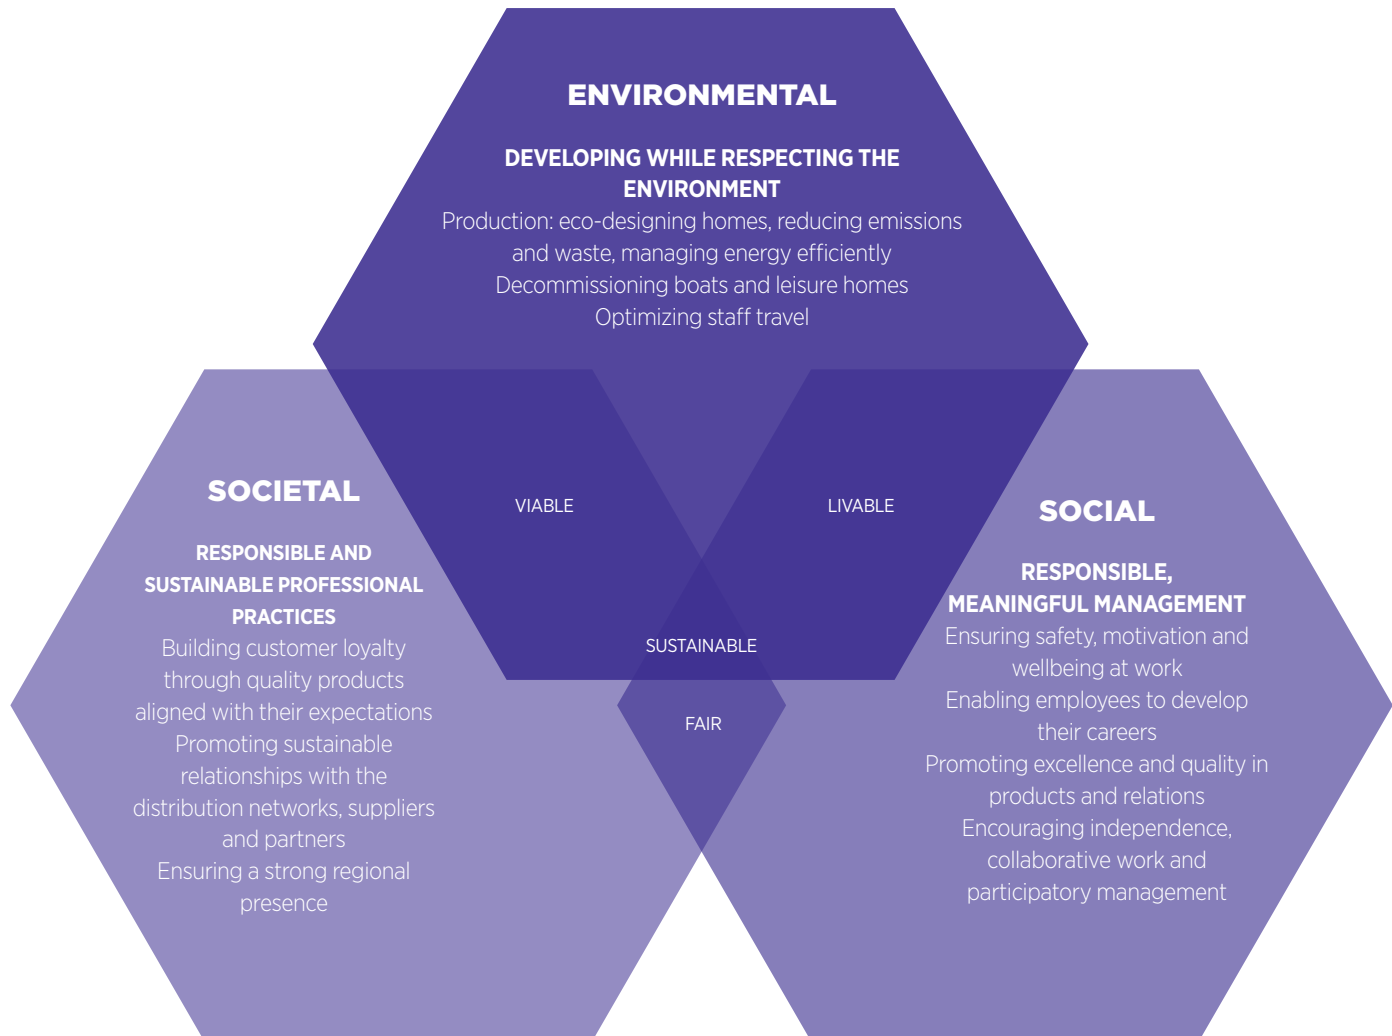 ENVIRONMENTAL
DEVELOPING WHILE RESPECTING THE
ENVIRONMENT
Production: eco-designing homes, reducing emissions
and waste, managing energy efficiently
Decommissioning boats and leisure homes
Optimizing staff travel
SOCIETAL
RESPONSIBLE AND
SUSTAINABLE PROFESSIONAL
PRACTICES
Building customer loyalty
through quality products
aligned with their expectations
Promoting sustainable
relationships with the
distribution networks, suppliers
and partners
Ensuring a strong regional
presence
VIABLE
LIVABLE
SUSTAINABLE
FAIR
SOCIAL
RESPONSIBLE,
MEANINGFUL MANAGEMENT
Ensuring safety, motivation and
wellbeing at work
Enabling employees to develop
their careers
Promoting excellence and quality in
products and relations
Encouraging independence,
collaborative work and
participatory management